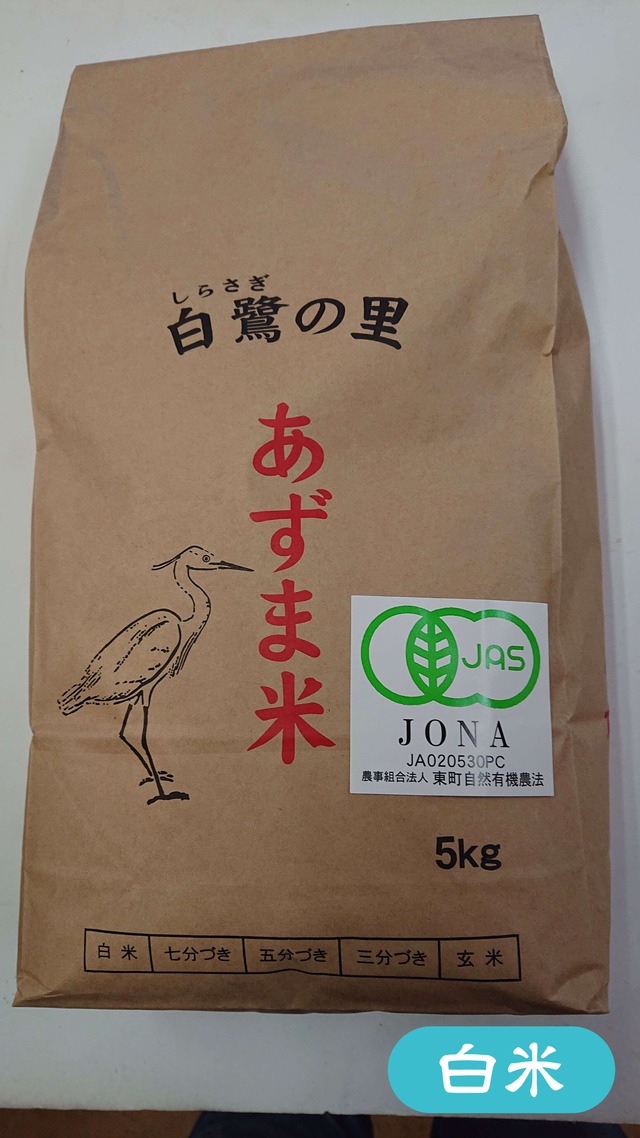 しらさぎ
白鷺の里
あずま米
JAS
JONA
JA020530PC
農事組合法人 東町自然有機農法
5kg
白米 七分づき 五分づき 三分づき 玄米
白米